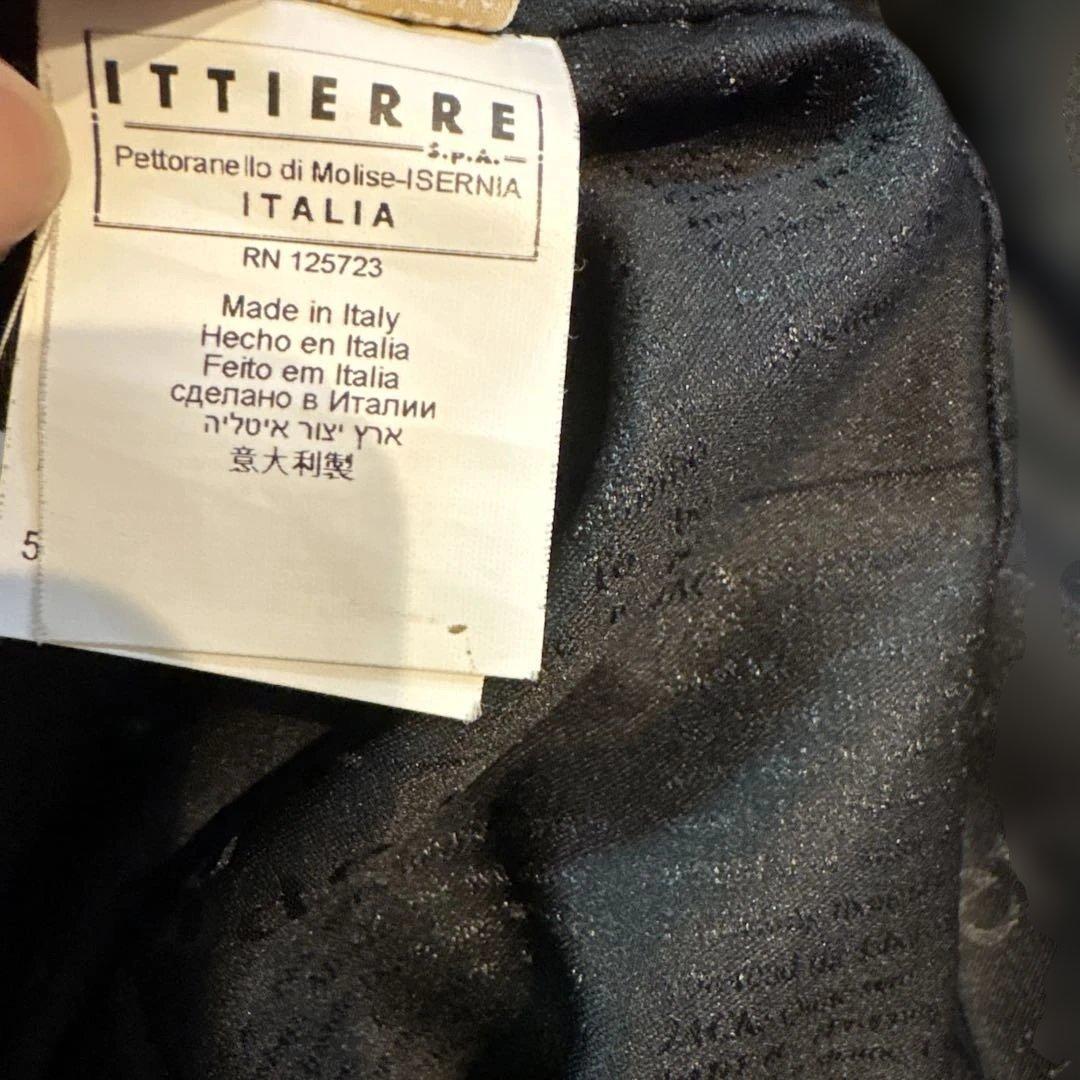 ITTIERRE
S.p.A.
Pettoranello di Molise-ISERNIA
ITALIA
RN 125723
Made in Italy
Hecho en Italia
Feito em Italia
сделано в Италии
ארץ יצור איטליה
意大利製
5